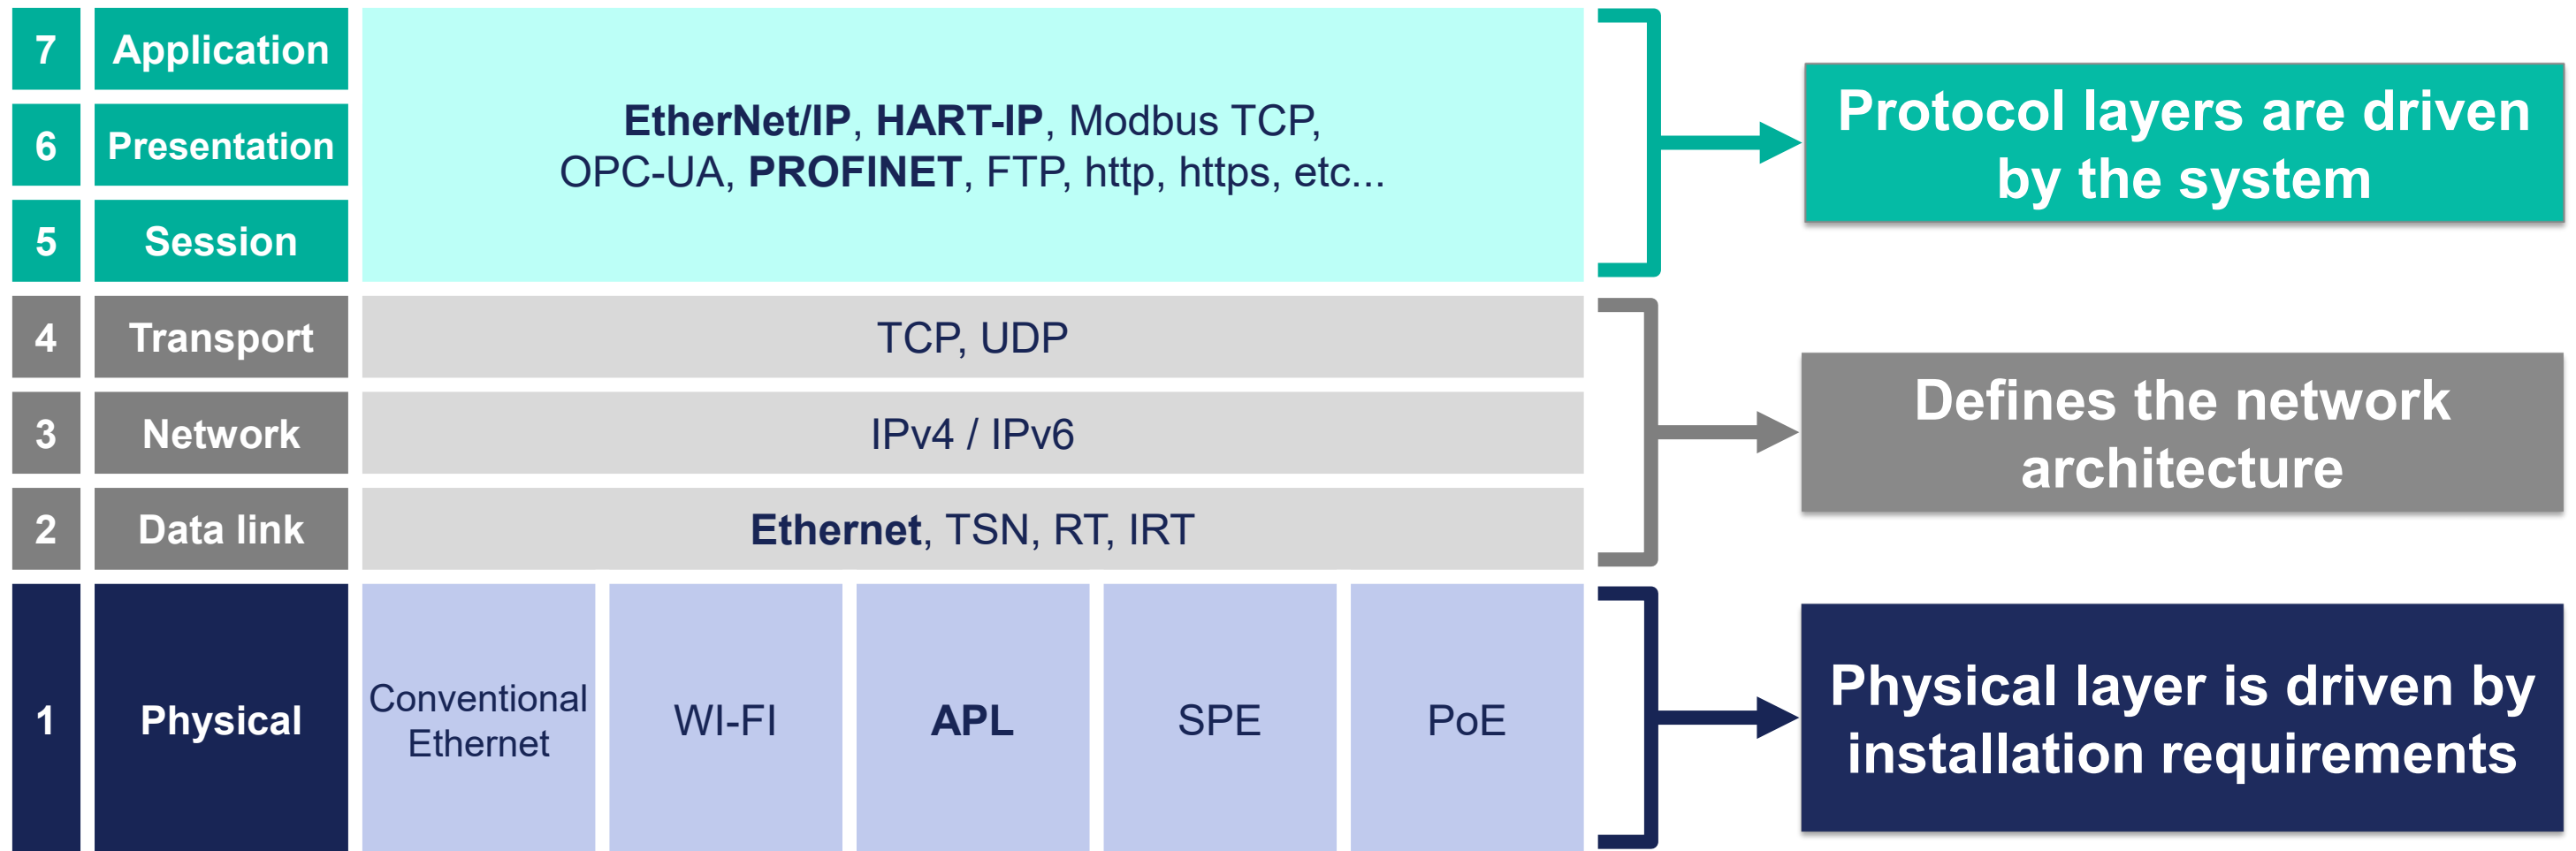 7 Application
6 Presentation
5 Session
EtherNet/IP, HART-IP, Modbus TCP,
OPC-UA, PROFINET, FTP, http, https, etc...
Protocol layers are driven
by the system
4 Transport
TCP, UDP
3 Network
IPv4 / IPv6
2 Data link
Ethernet, TSN, RT, IRT
Defines the network
architecture
1 Physical
Conventional
Ethernet
WI-FI
APL
SPE
PoE
Physical layer is driven by
installation requirements